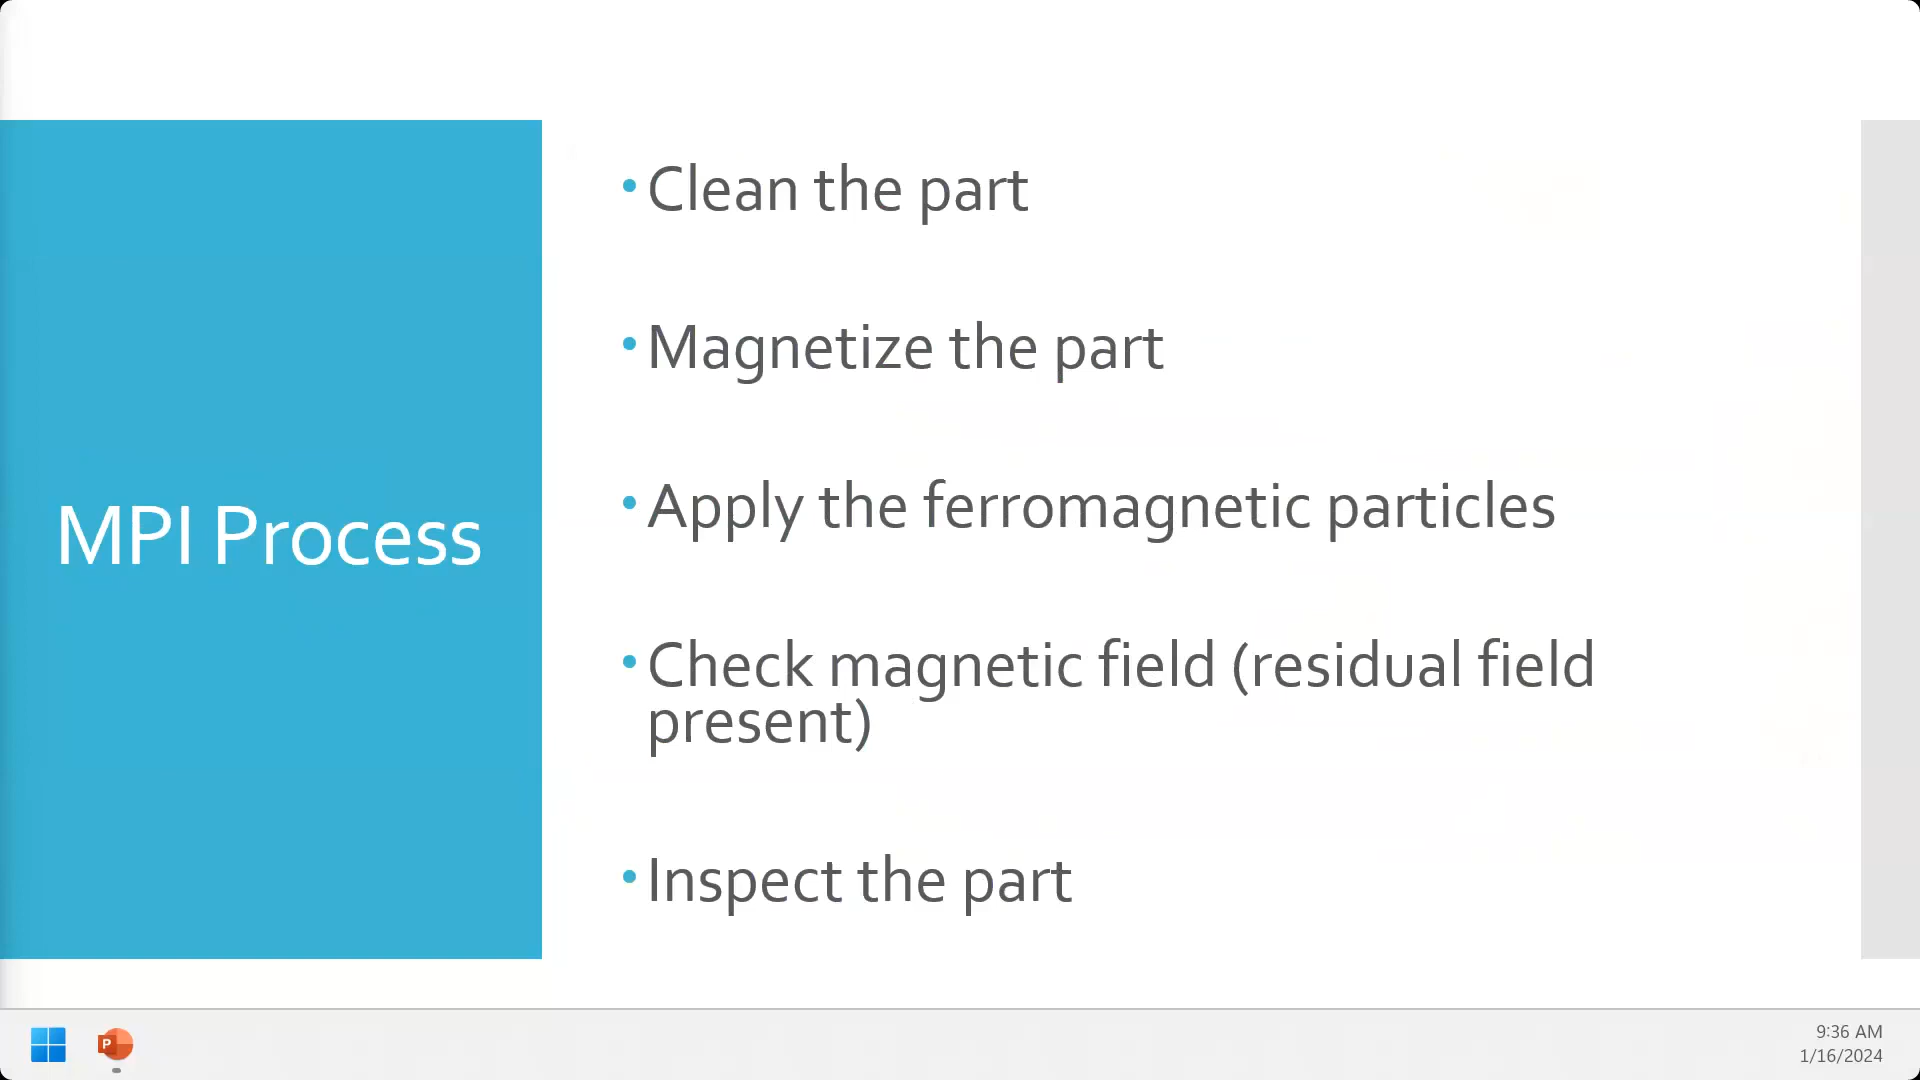 MPI Process
• Clean the part
• Magnetize the part
• Apply the ferromagnetic particles
• Check magnetic field (residual field
present)
• Inspect the part
P
9:36 AM
1/16/2024